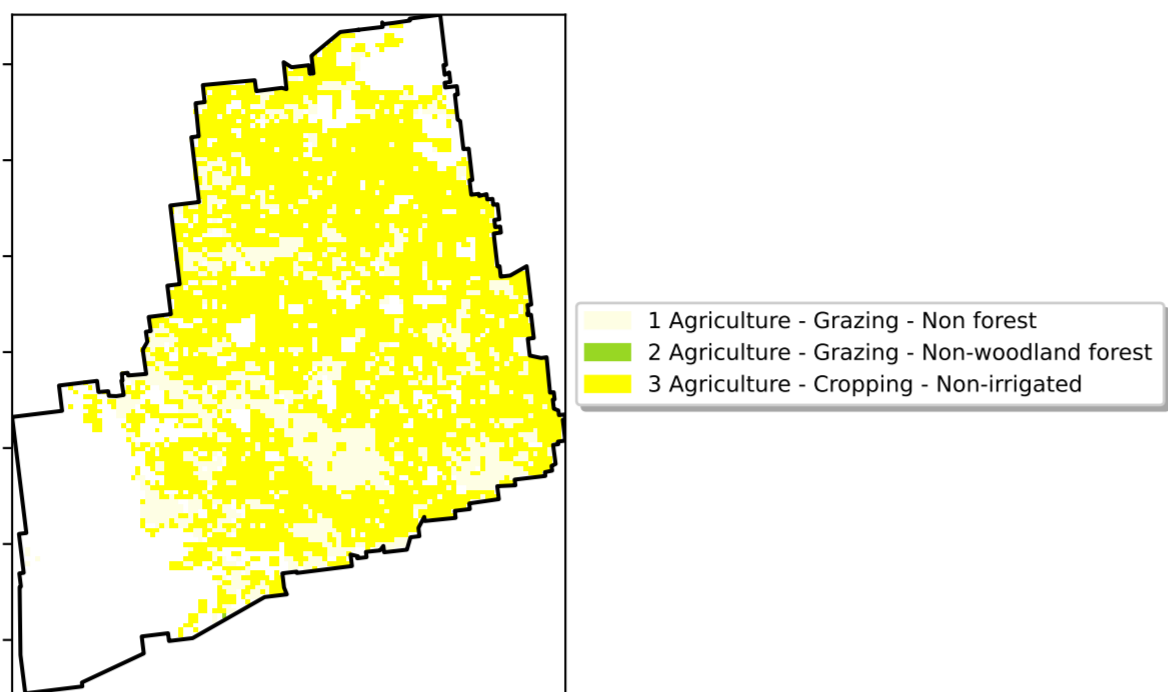 1 Agriculture - Grazing - Non forest
2 Agriculture - Grazing - Non-woodland forest
3 Agriculture - Cropping - Non-irrigated